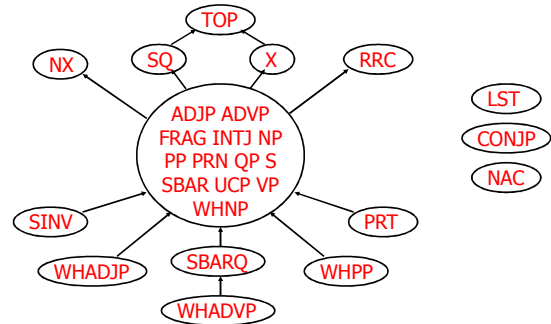 TOP
SQ
X
NX
RRC
ADJP ADVP
FRAG INTJ NP
PP PRN QP S
SBAR UCP VP
WHNP
LST
CONJP
NAC
SINV
PRT
WHADJP
SBARQ
WHPP
WHADVP